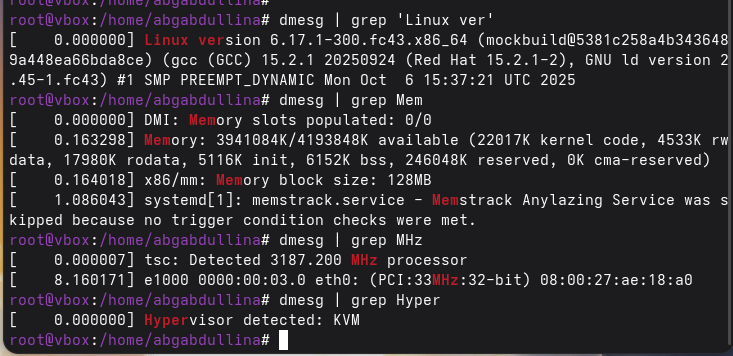 root@vbox:/home/abgabdullina#
root@vbox:/home/abgabdullina# dmesg | grep 'Linux ver'
[    0.000000] Linux version 6.17.1-300.fc43.x86_64 (mockbuild@5381c258a4b343648
9a448ea66bda8ce) (gcc (GCC) 15.2.1 20250924 (Red Hat 15.2.1-2), GNU ld version 2
.45-1.fc43) #1 SMP PREEMPT_DYNAMIC Mon Oct  6 15:37:21 UTC 2025
root@vbox:/home/abgabdullina# dmesg | grep Mem
[    0.000000] DMI: Memory slots populated: 0/0
[    0.163298] Memory: 3941084K/4193848K available (22017K kernel code, 4533K rw
data, 17980K rodata, 5116K init, 6152K bss, 246048K reserved, 0K cma-reserved)
[    0.164018] x86/mm: Memory block size: 128MB
[    1.086043] systemd[1]: memstrack.service - Memstrack Anylazing Service was s
kipped because no trigger condition checks were met.
root@vbox:/home/abgabdullina# dmesg | grep MHz
[    0.000007] tsc: Detected 3187.200 MHz processor
[    8.160171] e1000 0000:00:03.0 eth0: (PCI:33MHz:32-bit) 08:00:27:ae:18:a0
root@vbox:/home/abgabdullina# dmesg | grep Hyper
[    0.000000] Hypervisor detected: KVM
root@vbox:/home/abgabdullina#